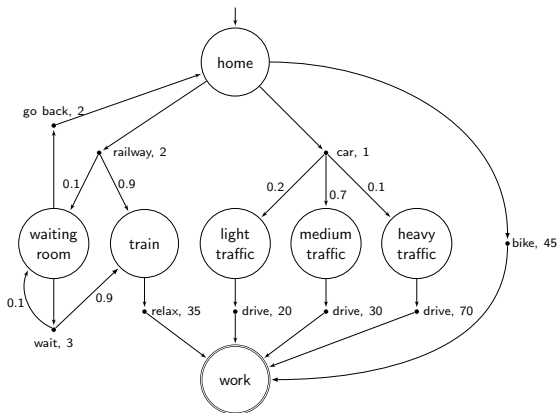 home
go back, 2
railway, 2
car, 1
0.1
0.9
0.2
0.7
0.1
waiting
room
train
light
traffic
medium
traffic
heavy
traffic
bike, 45
0.1
0.9
relax, 35
drive, 20
drive, 30
drive, 70
wait, 3
work